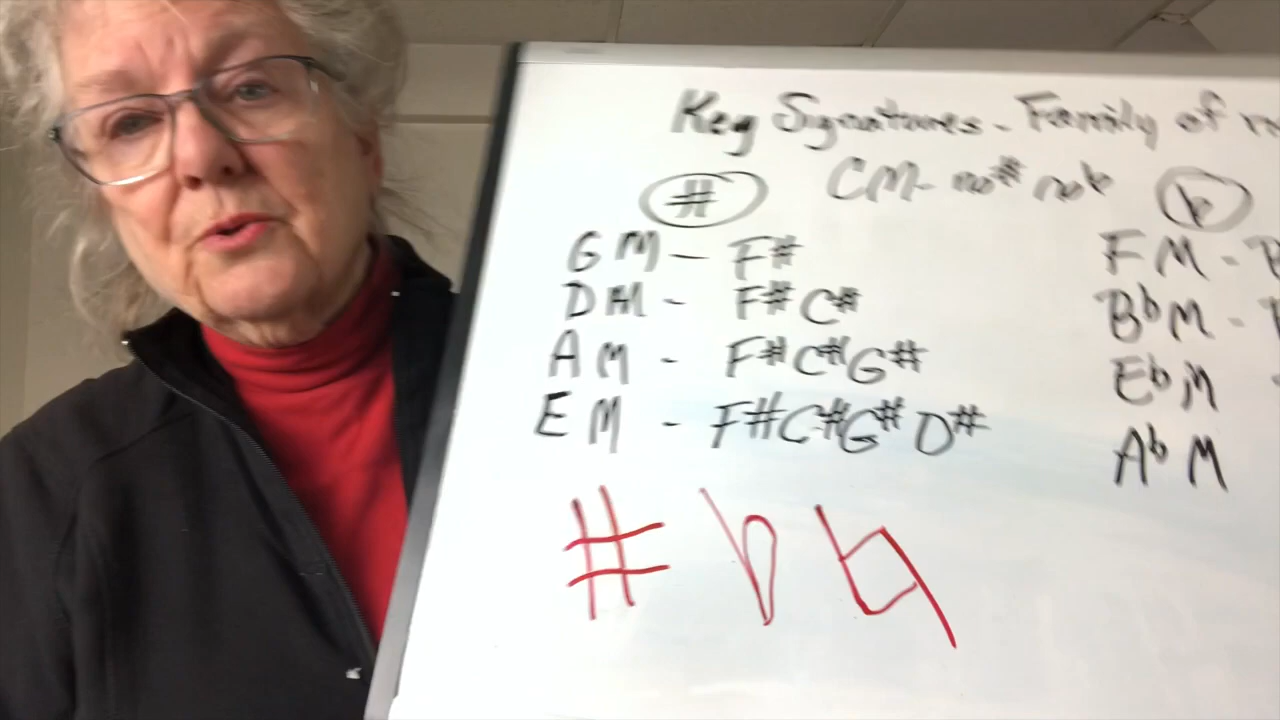 Key Signatures - Family of
CM - no # no b
# b
GM - F#
DM - F# C#
AM - F# C# G#
EM - F# C# G# D#
FM - B
BbM -
EbM
AbM
# b ♮